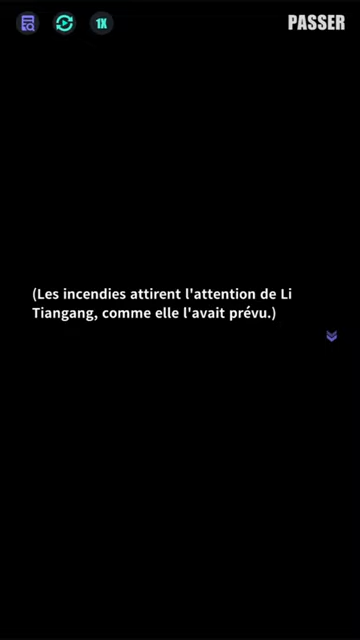 1X
PASSER
(Les incendies attirent l'attention de Li
Tiangang, comme elle l'avait prévu.)